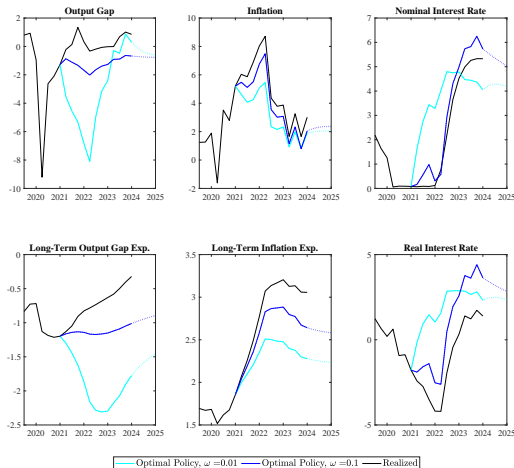 Output Gap
2
0
-2
-4
-6
-8
-10
2020 2021 2022 2023 2024 2025
Inflation
10
8
6
4
2
0
-2
2020 2021 2022 2023 2024 2025
Nominal Interest Rate
7
6
5
4
3
2
1
0
2020 2021 2022 2023 2024 2025
Long-Term Output Gap Exp.
0
-0.5
-1
-1.5
-2
-2.5
2020 2021 2022 2023 2024 2025
Long-Term Inflation Exp.
3.5
3
2.5
2
1.5
2020 2021 2022 2023 2024 2025
Real Interest Rate
5
0
-5
2020 2021 2022 2023 2024 2025
Optimal Policy, ω =0.01 Optimal Policy, ω =0.1 Realized